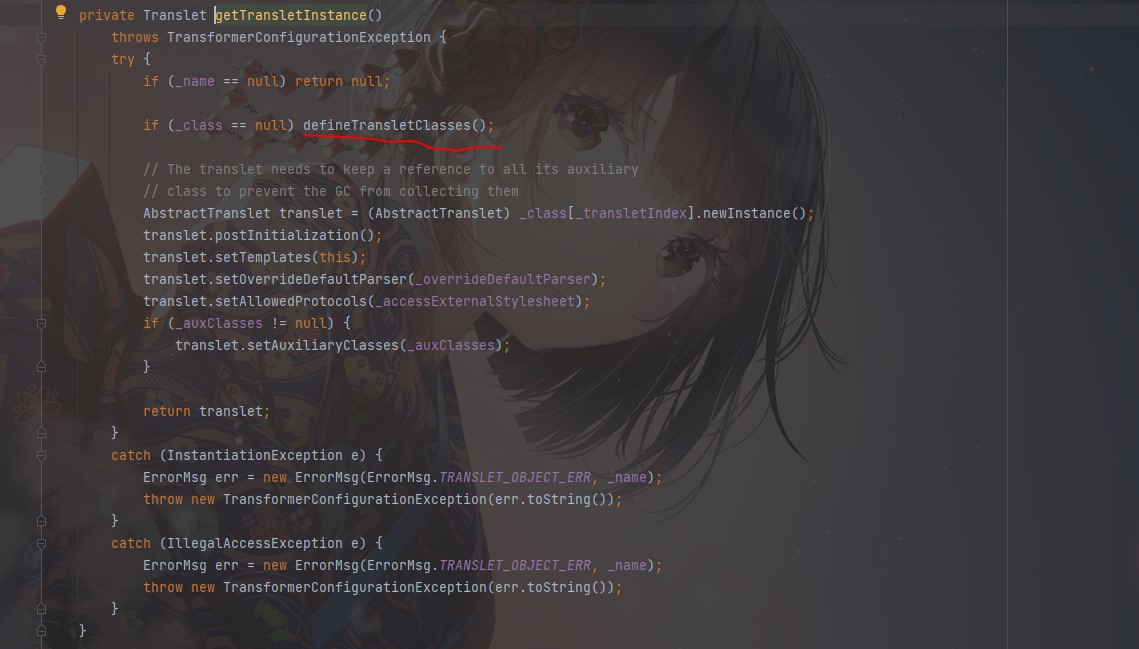 private Translet getTransletInstance()
throws TransformerConfigurationException {
try {
if (_name == null) return null;
if (_class == null) defineTransletClasses();
// The translet needs to keep a reference to all its auxiliary
// class to prevent the GC from collecting them
AbstractTranslet translet = (AbstractTranslet) _class[_transletIndex].newInstance();
translet.postInitialization();
translet.setTemplates(this);
translet.setOverrideDefaultParser(_overrideDefaultParser);
translet.setAllowedProtocols(_accessExternalStylesheet);
if (_auxClasses != null) {
translet.setAuxiliaryClasses(_auxClasses);
}
return translet;
}
catch (InstantiationException e) {
ErrorMsg err = new ErrorMsg(ErrorMsg.TRANSLET_OBJECT_ERR, _name);
throw new TransformerConfigurationException(err.toString());
}
catch (IllegalAccessException e) {
ErrorMsg err = new ErrorMsg(ErrorMsg.TRANSLET_OBJECT_ERR, _name);
throw new TransformerConfigurationException(err.toString());
}
}